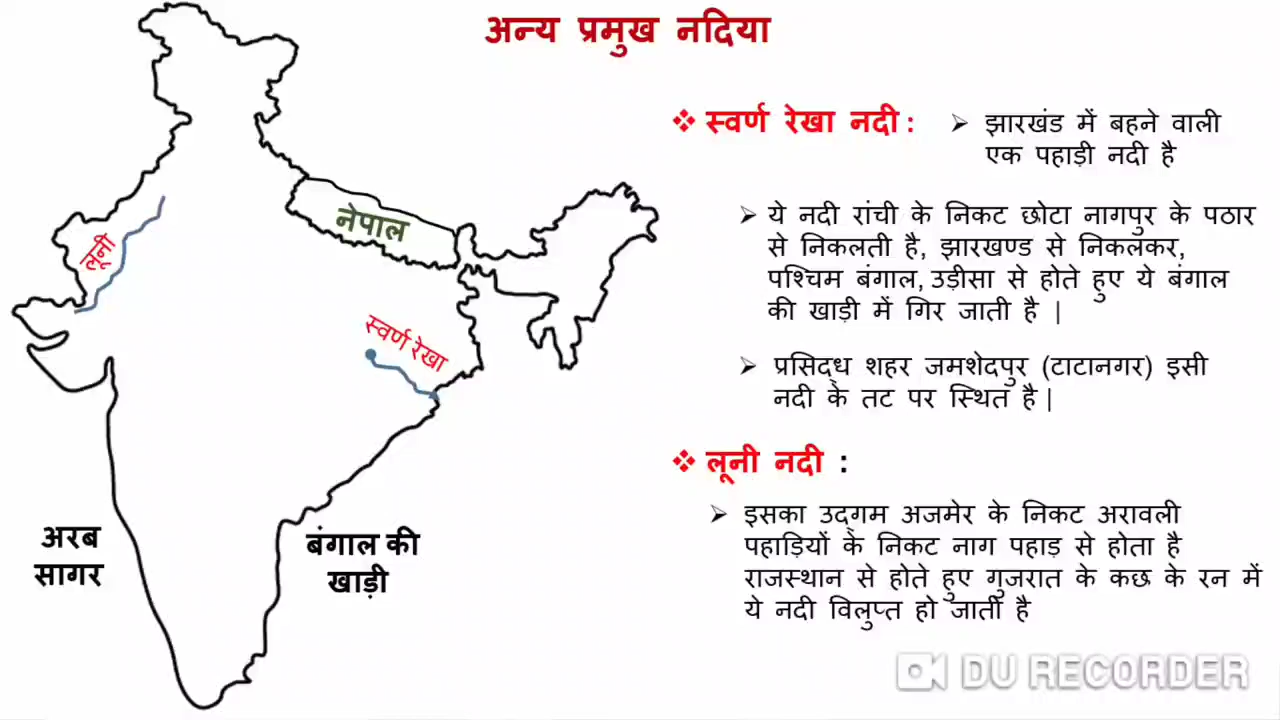 अन्य प्रमुख नदिया
❖ स्वर्ण रेखा नदी : ➢ झारखंड में बहने वाली
एक पहाड़ी नदी है
➢ ये नदी रांची के निकट छोटा नागपुर के पठार
से निकलती है, झारखण्ड से निकलकर,
पश्चिम बंगाल, उड़ीसा से होते हुए ये बंगाल
की खाड़ी में गिर जाती है |
➢ प्रसिद्ध शहर जमशेदपुर (टाटानगर) इसी
नदी के तट पर स्थित है |
❖ लूनी नदी :
➢ इसका उद्गम अजमेर के निकट अरावली
पहाड़ियों के निकट नाग पहाड़ से होता है
राजस्थान से होते हुए गुजरात के कछ के रन में
ये नदी विलुप्त हो जाती है
नेपाल
लूनी
स्वर्ण रेखा
अरब
सागर
बंगाल की
खाड़ी
DU RECORDER